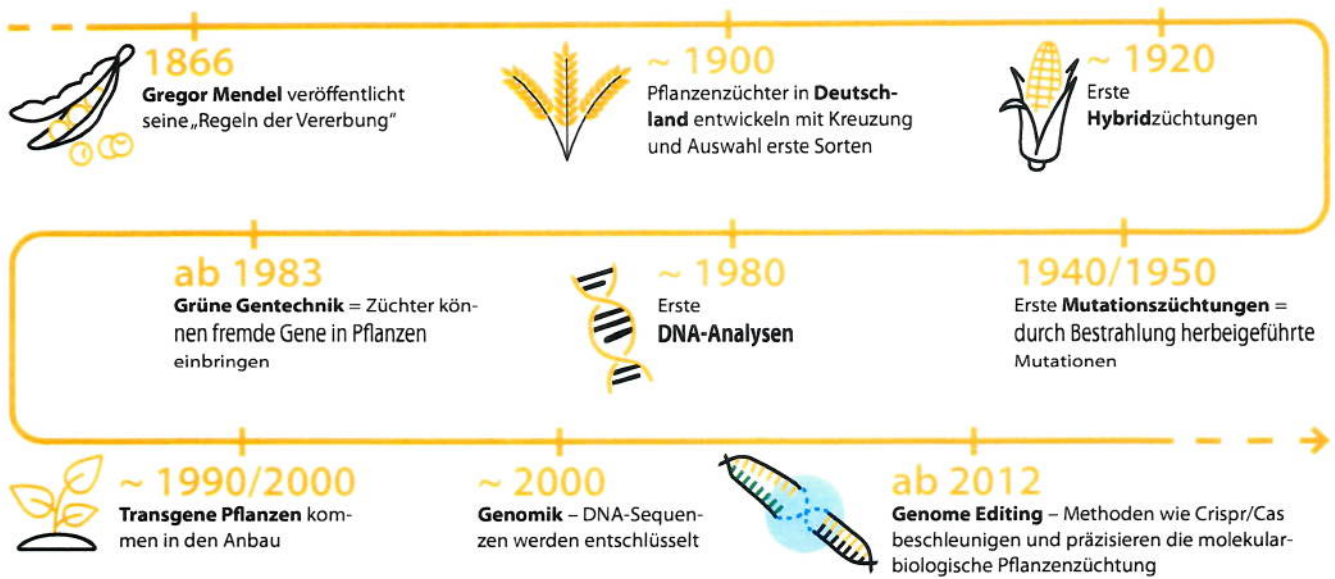 1866
Gregor Mendel veröffentlicht
seine „Regeln der Vererbung“
~ 1900
Pflanzenzüchter in Deutsch-
land entwickeln mit Kreuzung
und Auswahl erste Sorten
~ 1920
Erste
Hybridzüchtungen
ab 1983
Grüne Gentechnik = Züchter kön-
nen fremde Gene in Pflanzen
einbringen
~ 1980
Erste
DNA-Analysen
1940/1950
Erste Mutationszüchtungen =
durch Bestrahlung herbeigeführte
Mutationen
~ 1990/2000
Transgene Pflanzen kom-
men in den Anbau
~ 2000
Genomik – DNA-Sequen-
zen werden entschlüsselt
ab 2012
Genome Editing – Methoden wie Crispr/Cas
beschleunigen und präzisieren die molekular-
biologische Pflanzenzüchtung